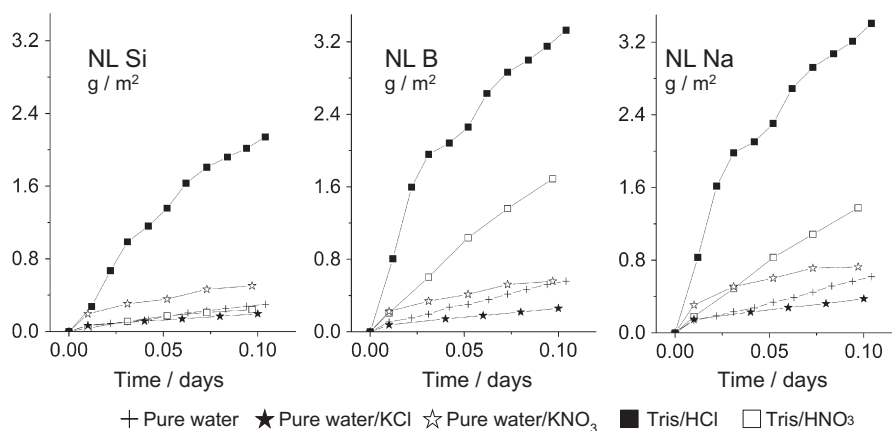 NL Si
g / m²
NL B
g / m²
NL Na
g / m²
3.2
2.4
1.6
0.8
0.0
3.2
2.4
1.6
0.8
0.0
3.2
2.4
1.6
0.8
0.0
0.00 0.05 0.10
0.00 0.05 0.10
0.00 0.05 0.10
Time / days
Time / days
Time / days
Pure water Pure water/KCl Pure water/KNO₃ Tris/HCl Tris/HNO₃